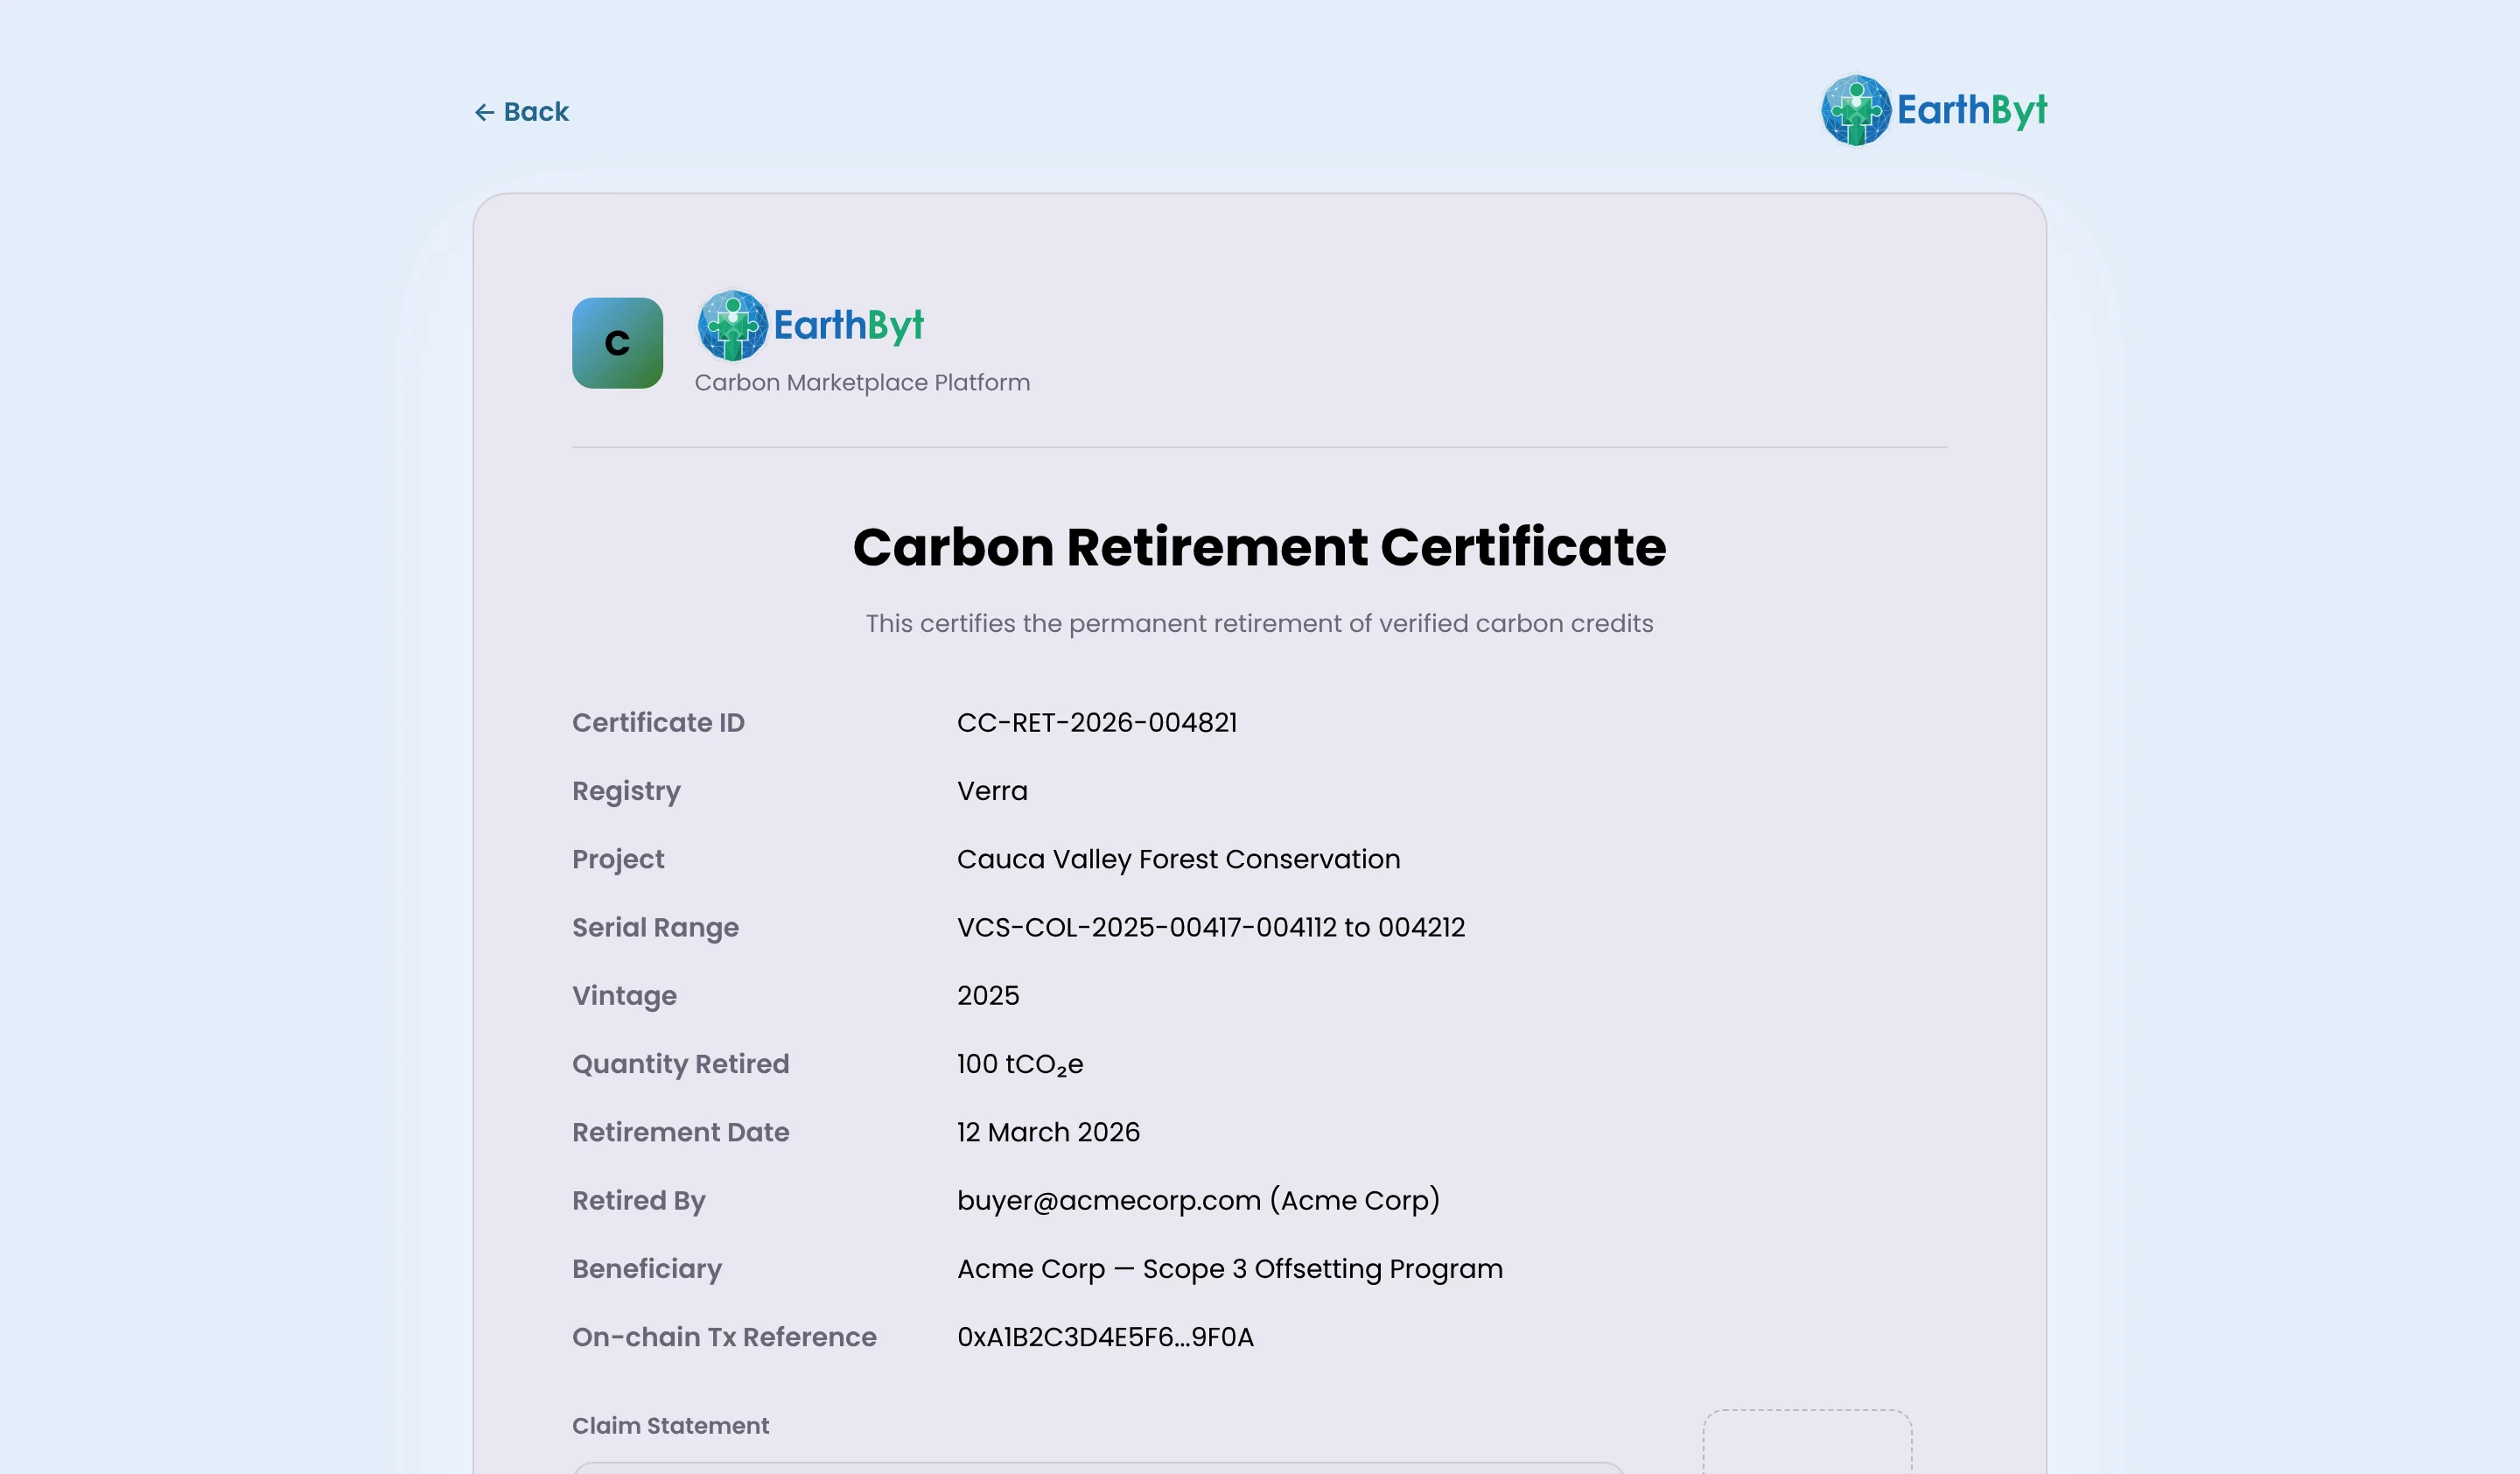 ← Back
EarthByt
C
EarthByt
Carbon Marketplace Platform
Carbon Retirement Certificate
This certifies the permanent retirement of verified carbon credits
Certificate ID CC-RET-2026-004821
Registry Verra
Project Cauca Valley Forest Conservation
Serial Range VCS-COL-2025-00417-004112 to 004212
Vintage 2025
Quantity Retired 100 tCO₂e
Retirement Date 12 March 2026
Retired By buyer@acmecorp.com (Acme Corp)
Beneficiary Acme Corp — Scope 3 Offsetting Program
On-chain Tx Reference 0xA1B2C3D4E5F6...9F0A
Claim Statement